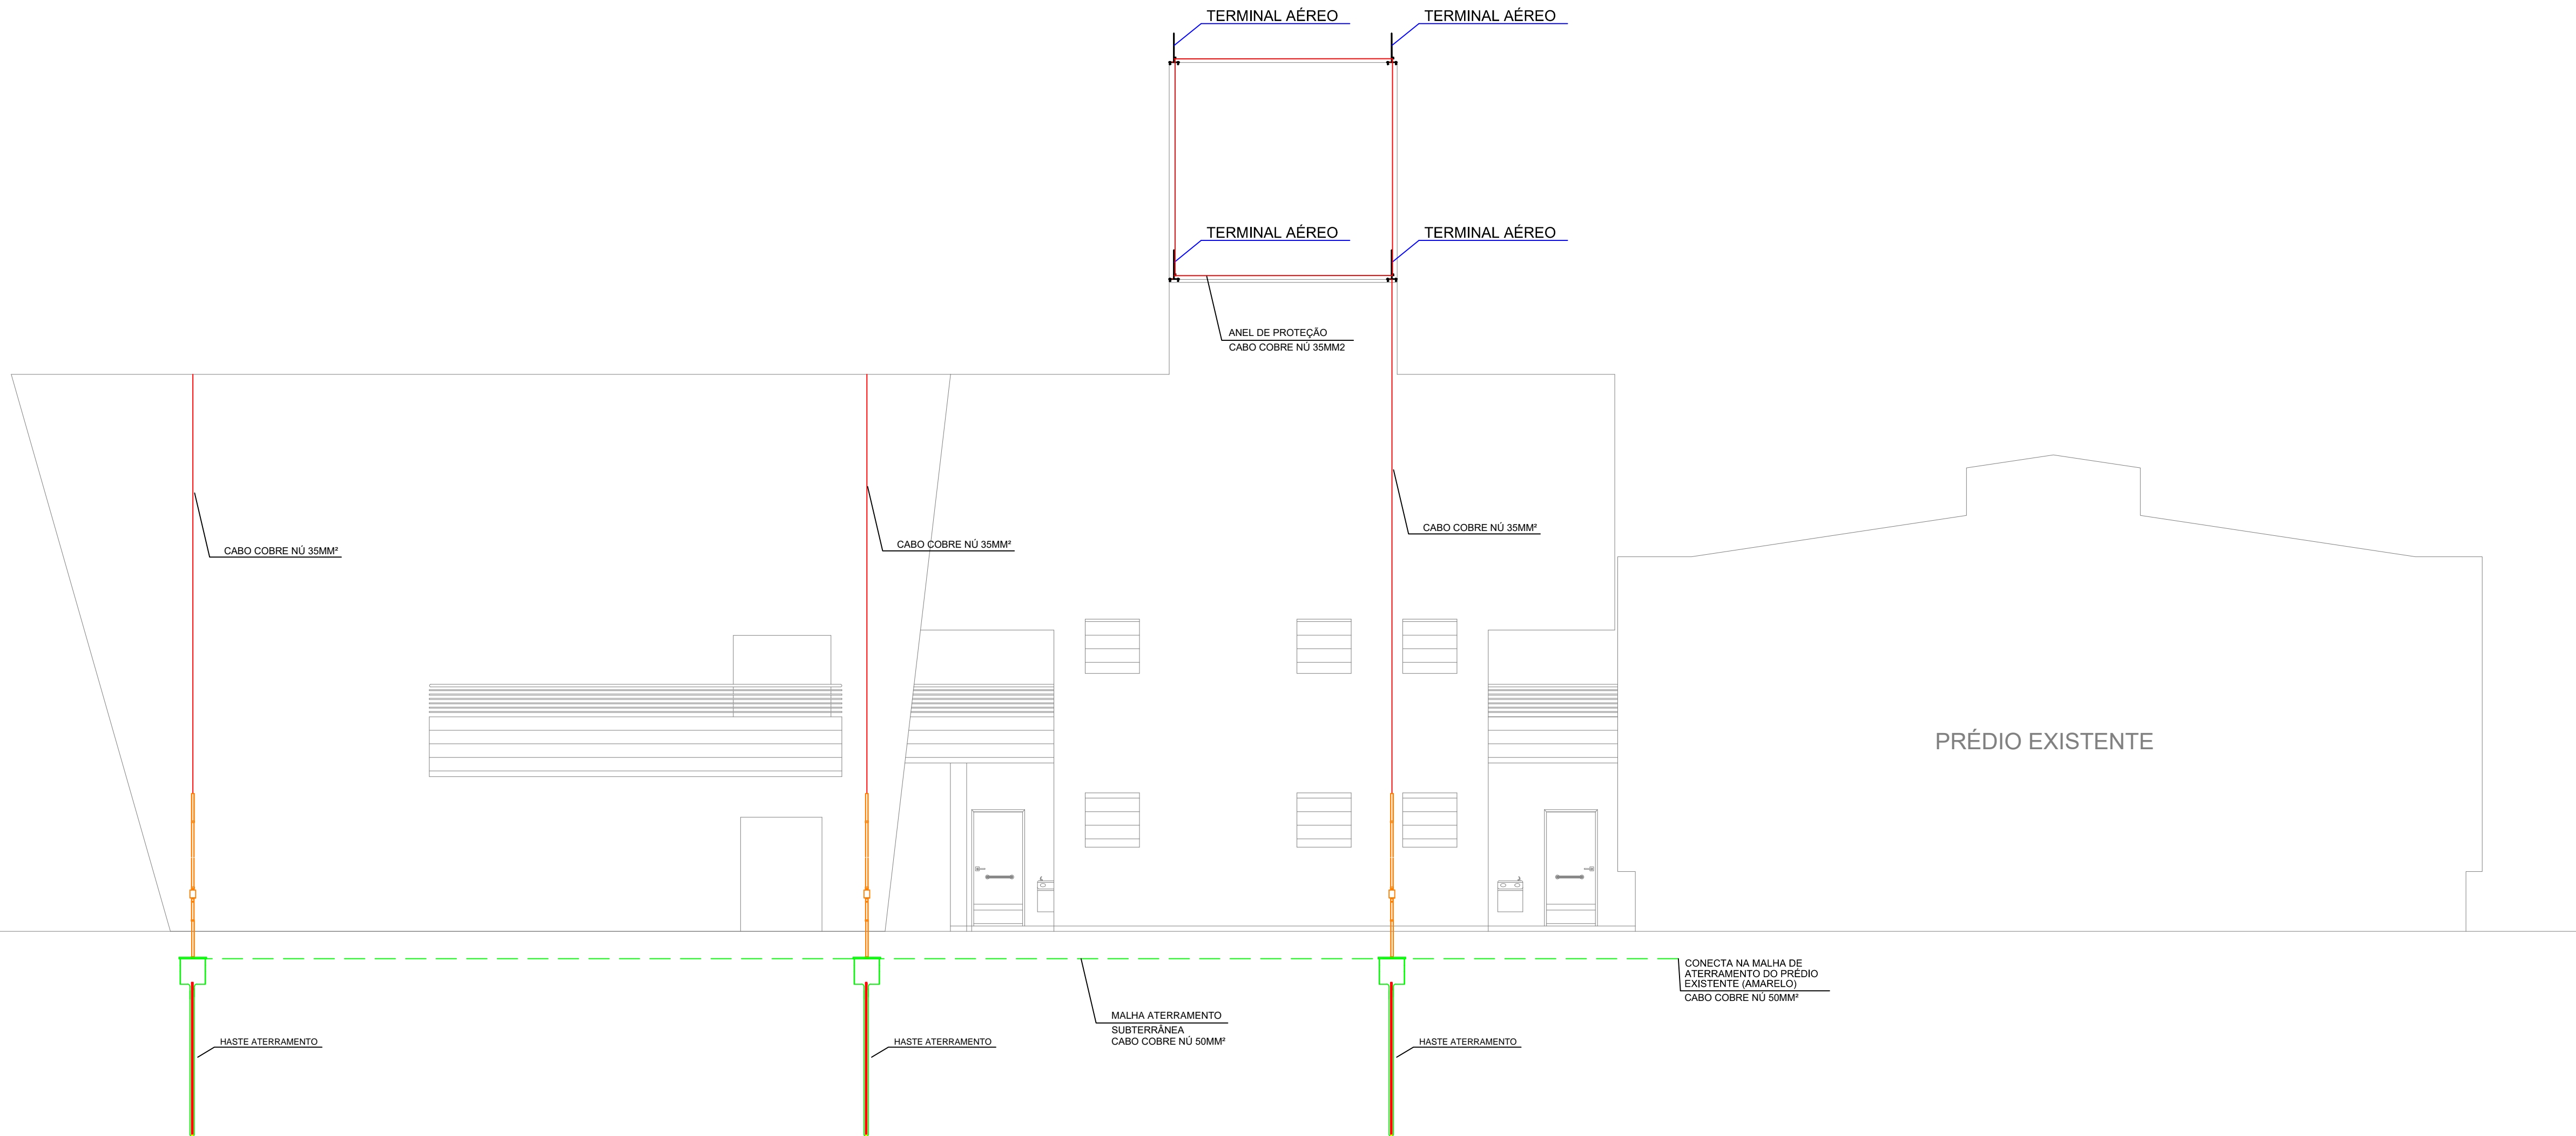 TERMINAL AÉREO
TERMINAL AÉREO
TERMINAL AÉREO
TERMINAL AÉREO
ANEL DE PROTEÇÃO
CABO COBRE NÚ 35MM2
CABO COBRE NÚ 35MM²
CABO COBRE NÚ 35MM²
CABO COBRE NÚ 35MM²
PRÉDIO EXISTENTE
CONECTA NA MALHA DE
ATERRAMENTO DO PRÉDIO
EXISTENTE (AMARELO)
CABO COBRE NÚ 50MM²
MALHA ATERRAMENTO
SUBTERRÂNEA
CABO COBRE NÚ 50MM²
HASTE ATERRAMENTO
HASTE ATERRAMENTO
HASTE ATERRAMENTO